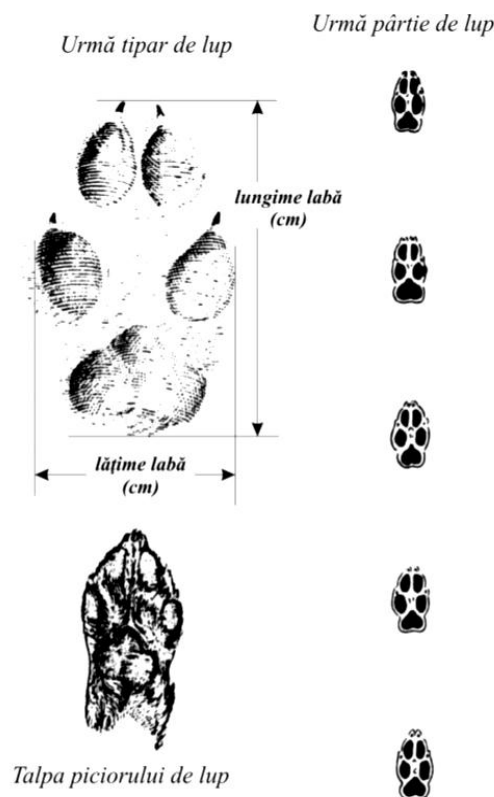 Urmă tipar de lup
Urmă pârtie de lup
lungime labă
(cm)
lățime labă
(cm)
Talpa piciorului de lup